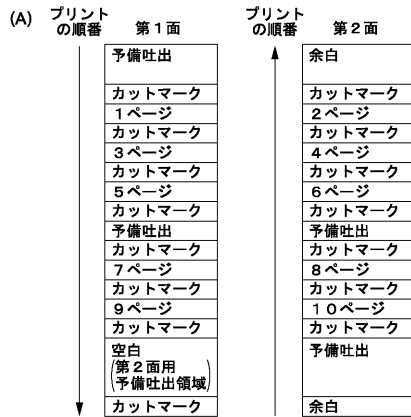 (A)
プリント
の順番
第１面
予備吐出
カットマーク
１ページ
カットマーク
３ページ
カットマーク
５ページ
カットマーク
予備吐出
カットマーク
７ページ
カットマーク
９ページ
カットマーク
空白
(第２面用
予備吐出領域)
カットマーク
プリント
の順番
第２面
余白
カットマーク
２ページ
カットマーク
４ページ
カットマーク
６ページ
カットマーク
予備吐出
カットマーク
８ページ
カットマーク
１０ページ
カットマーク
予備吐出
余白